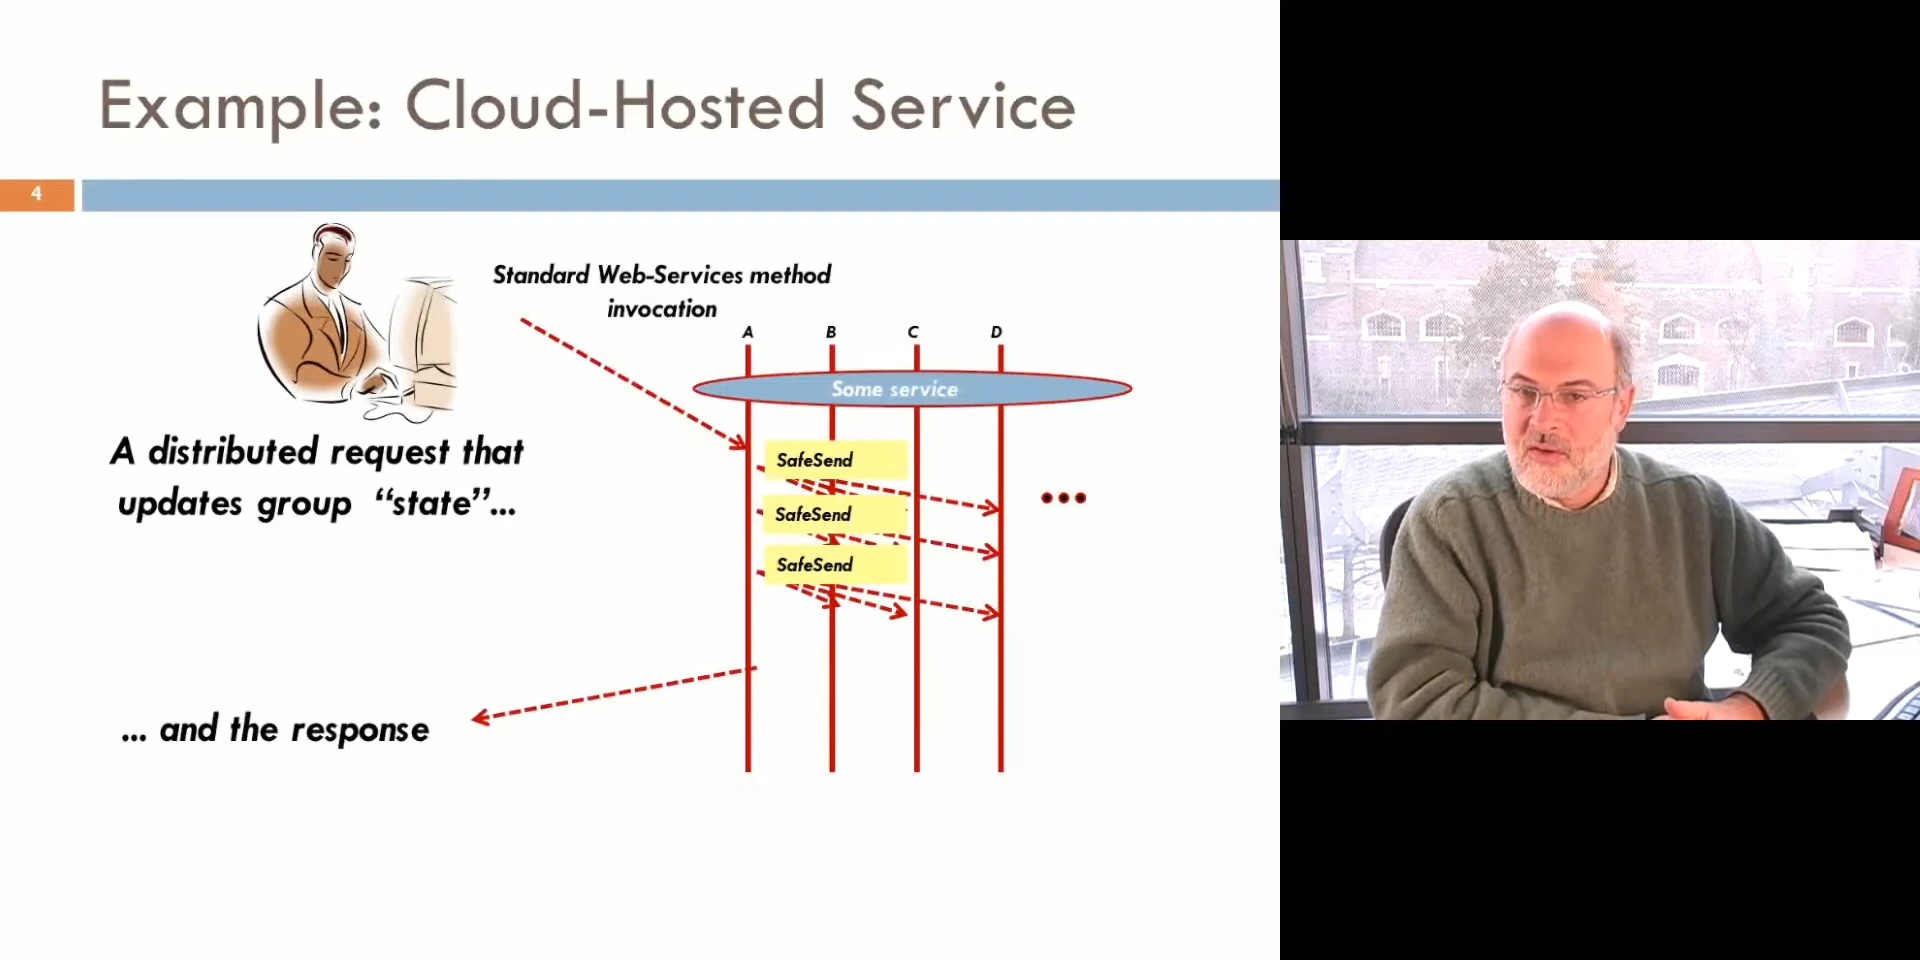 Example: Cloud-Hosted Service
4
Standard Web-Services method
invocation
A B C D
Some service
A distributed request that
updates group “state”...
SafeSend
SafeSend
SafeSend
... and the response